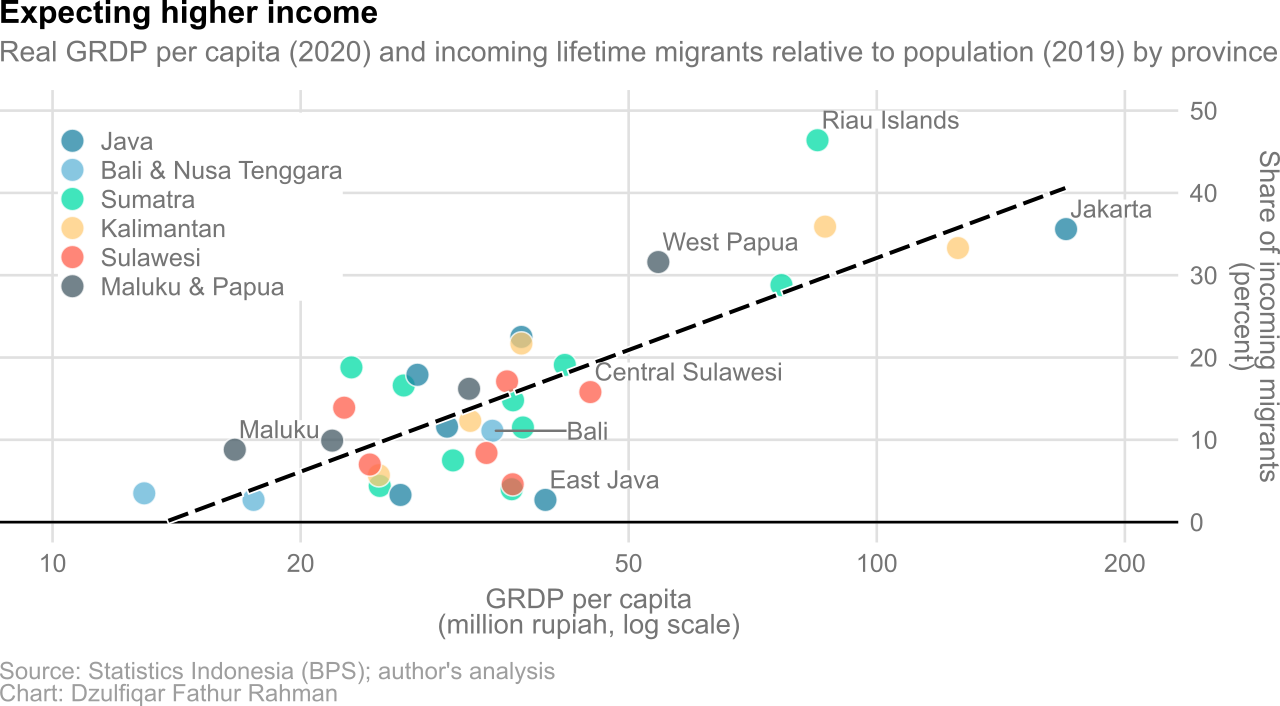 Expecting higher income
Real GRDP per capita (2020) and incoming lifetime migrants relative to population (2019) by province
Java
Bali & Nusa Tenggara
Sumatra
Kalimantan
Sulawesi
Maluku & Papua
Riau Islands
Jakarta
West Papua
Central Sulawesi
Maluku
Bali
East Java
50
40
30
20
10
0
Share of incoming migrants
(percent)
10
20
50
100
200
GRDP per capita
(million rupiah, log scale)
Source: Statistics Indonesia (BPS); author's analysis
Chart: Dzulfiqar Fathur Rahman